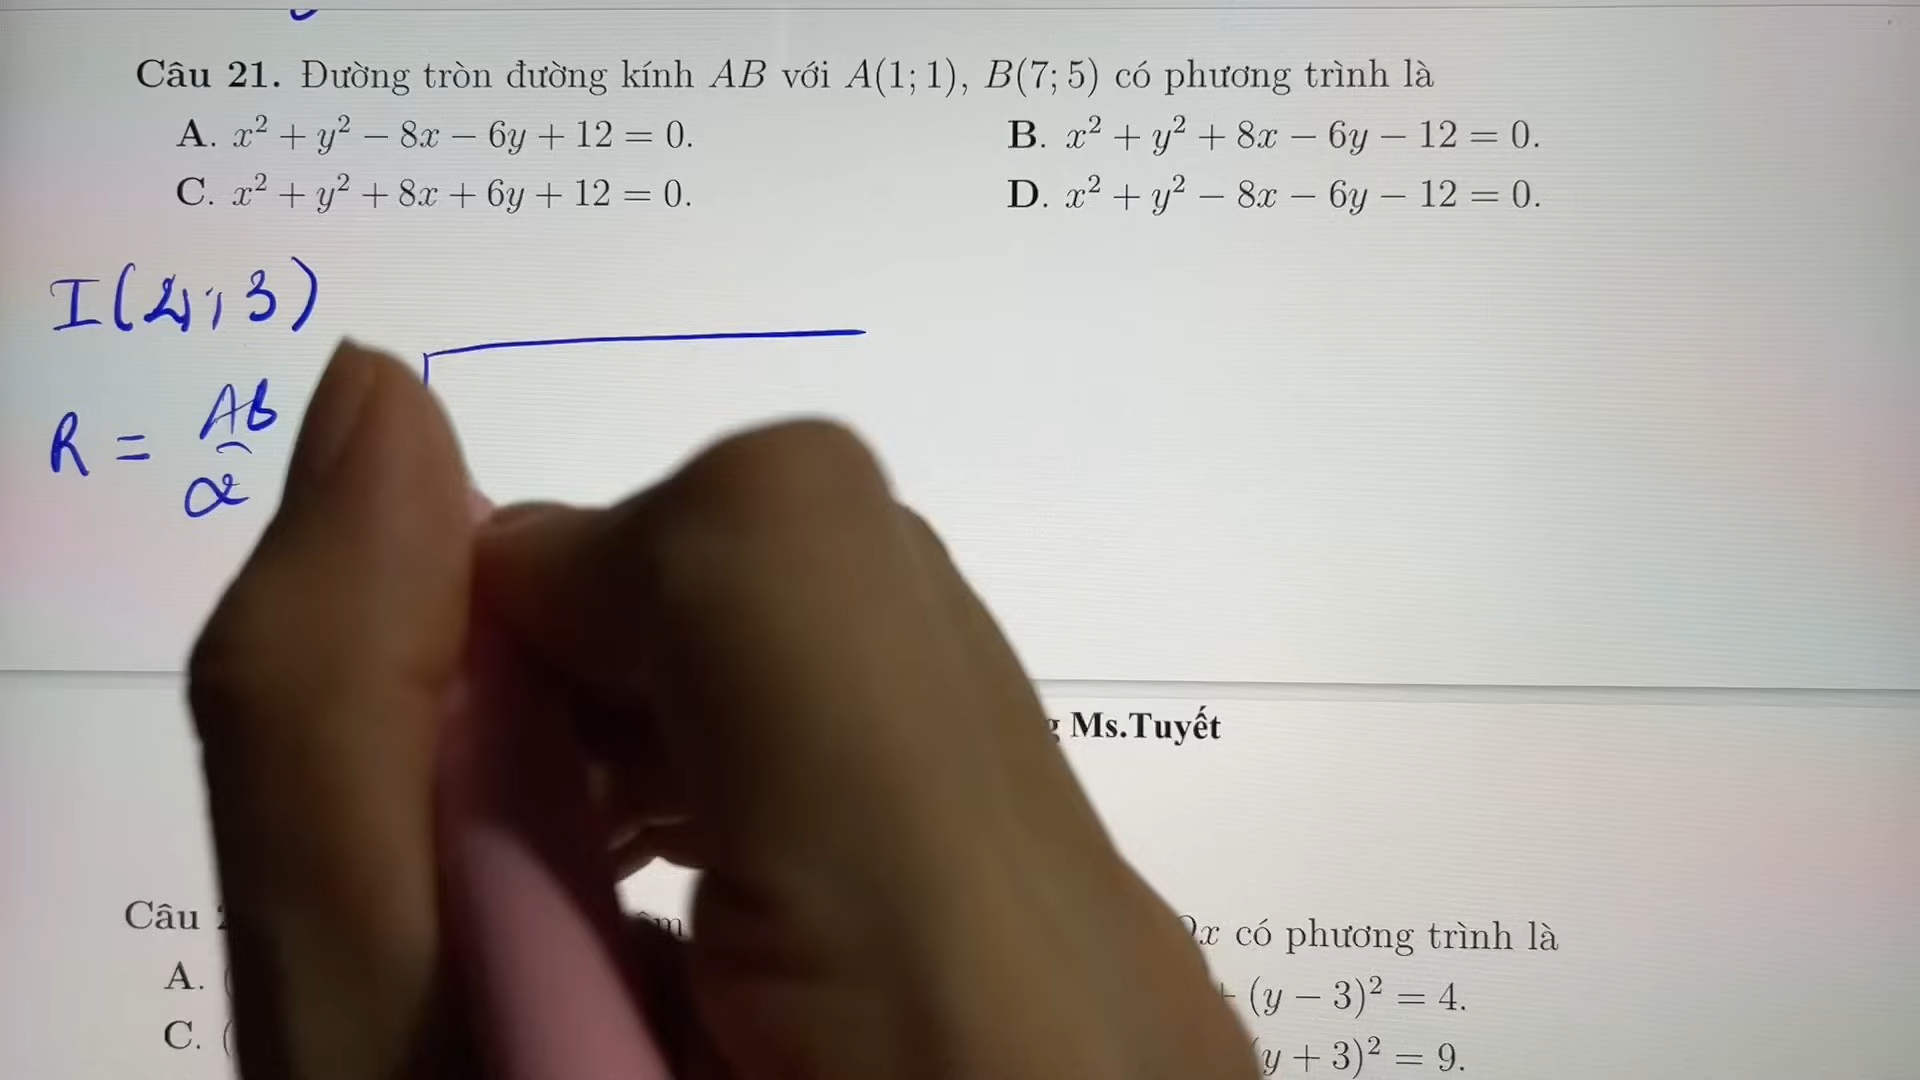 Câu 21. Đường tròn đường kính AB với A(1; 1), B(7; 5) có phương trình là
A. x² + y² − 8x − 6y + 12 = 0.
B. x² + y² + 8x − 6y − 12 = 0.
C. x² + y² + 8x + 6y + 12 = 0.
D. x² + y² − 8x − 6y − 12 = 0.
I(4; 3)
R = AB/2
Ms.Tuyết
Câu
x có phương trình là
A.
(y − 3)² = 4.
C.
(y + 3)² = 9.